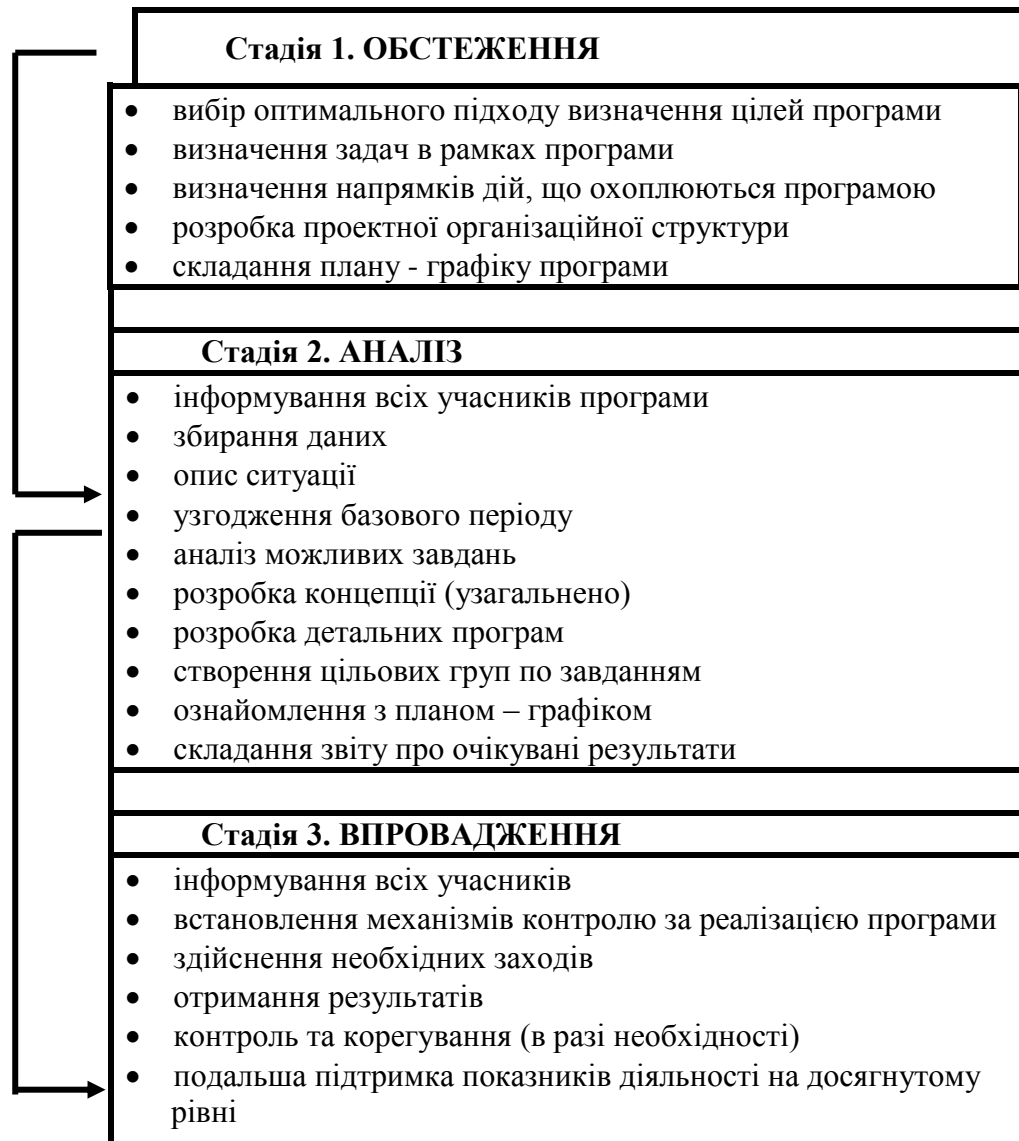 Стадія 1. ОБСТЕЖЕННЯ
• вибір оптимального підходу визначення цілей програми
• визначення задач в рамках програми
• визначення напрямків дій, що охоплюються програмою
• розробка проектної організаційної структури
• складання плану - графіку програми
Стадія 2. АНАЛІЗ
• інформування всіх учасників програми
• збирання даних
• опис ситуації
• узгодження базового періоду
• аналіз можливих завдань
• розробка концепції (узагальнено)
• розробка детальних програм
• створення цільових груп по завданням
• ознайомлення з планом – графіком
• складання звіту про очікувані результати
Стадія 3. ВПРОВАДЖЕННЯ
• інформування всіх учасників
• встановлення механізмів контролю за реалізацією програми
• здійснення необхідних заходів
• отримання результатів
• контроль та корегування (в разі необхідності)
• подальша підтримка показників діяльності на досягнутому
рівні